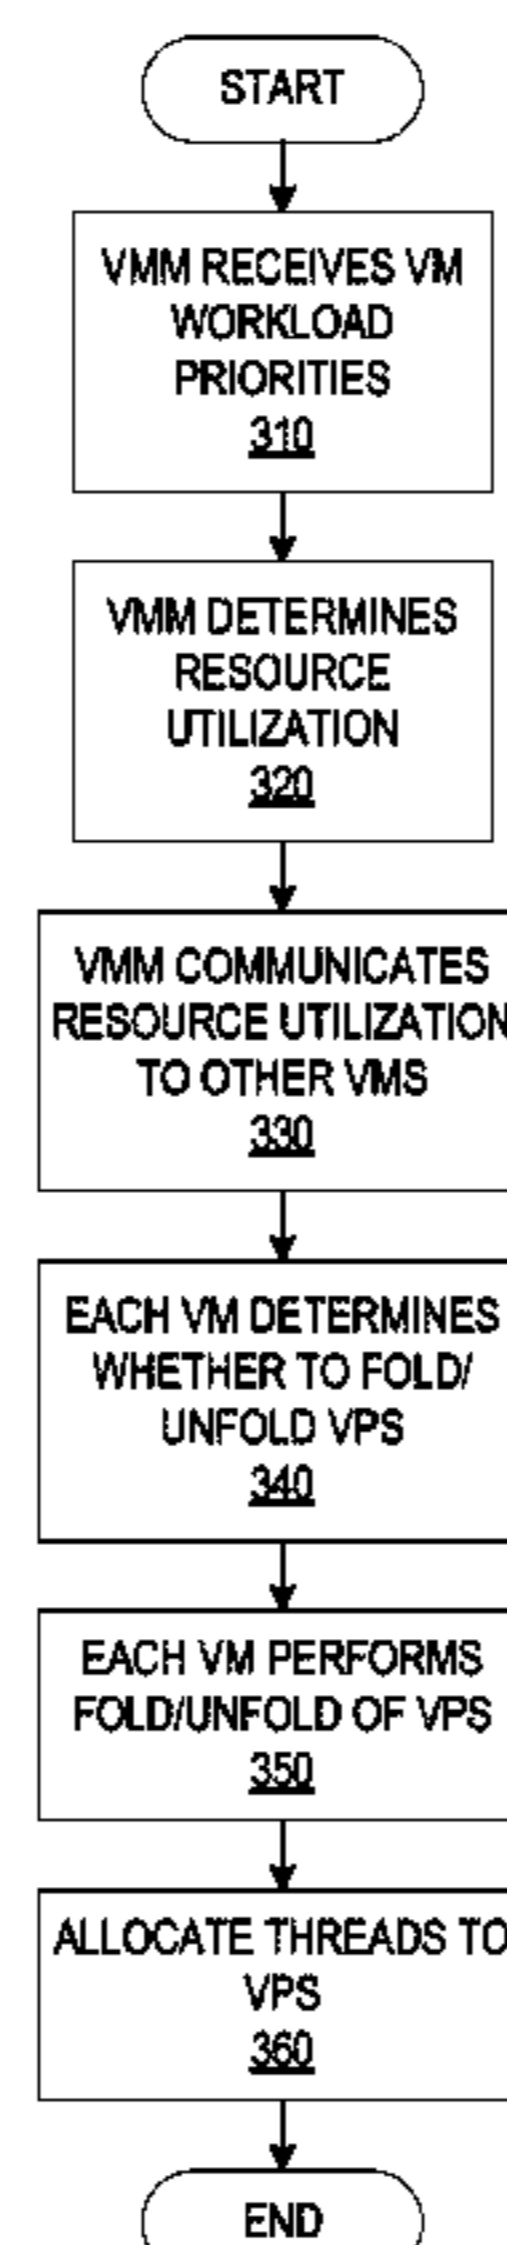 START
VMM RECEIVES VM
WORKLOAD
PRIORITIES
310
VMM DETERMINES
RESOURCE
UTILIZATION
320
VMM COMMUNICATES
RESOURCE UTILIZATION
TO OTHER VMS
330
EACH VM DETERMINES
WHETHER TO FOLD/
UNFOLD VPS
340
EACH VM PERFORMS
FOLD/UNFOLD OF VPS
350
ALLOCATE THREADS TO
VPS
360
END